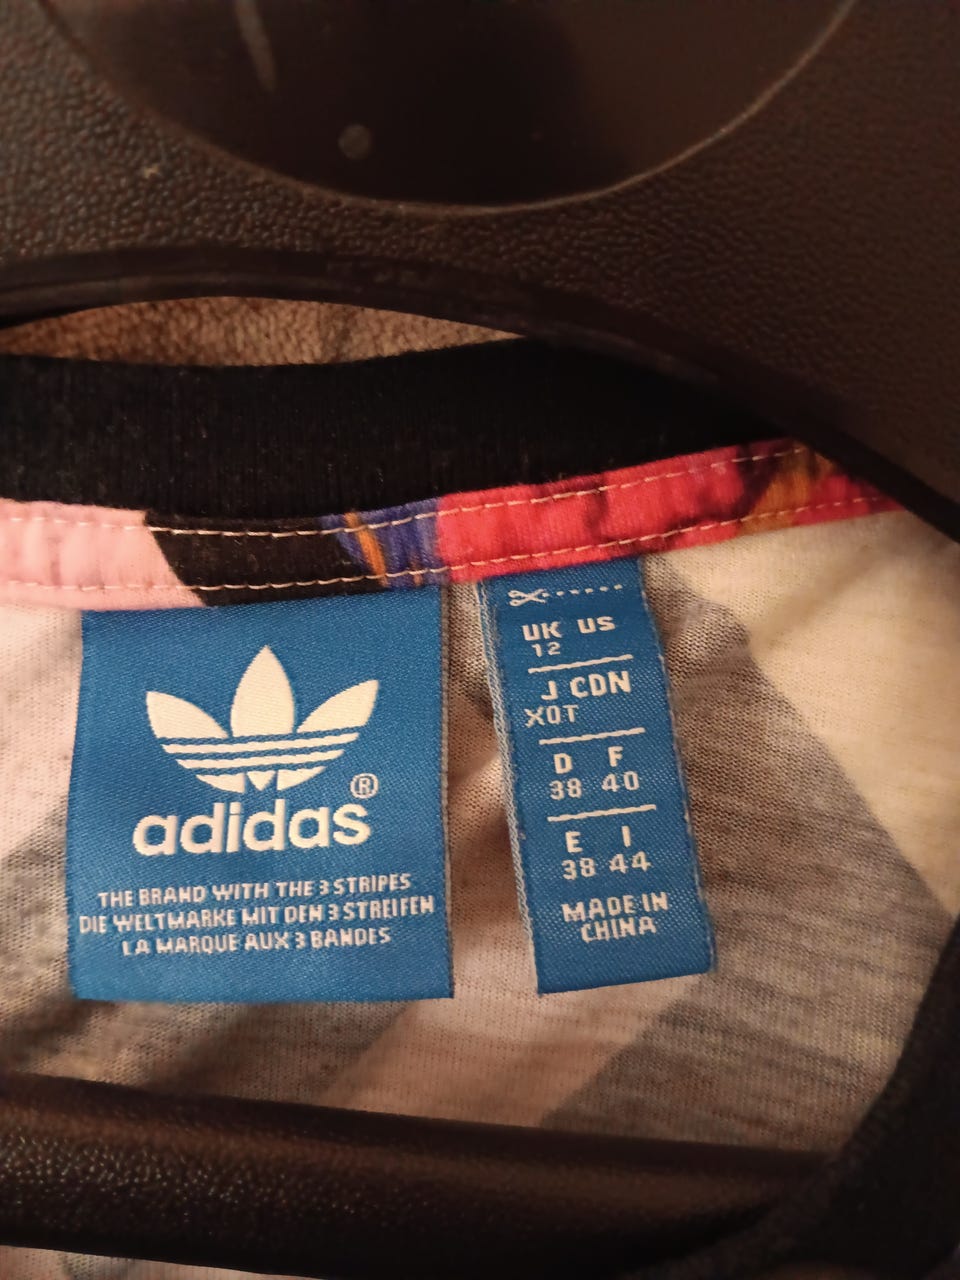 ®
adidas
THE BRAND WITH THE 3 STRIPES
DIE WELTMARKE MIT DEN 3 STREIFEN
LA MARQUE AUX 3 BANDES
UK US
12
J CDN
XOT
D F
38 40
E I
38 44
MADE IN
CHINA